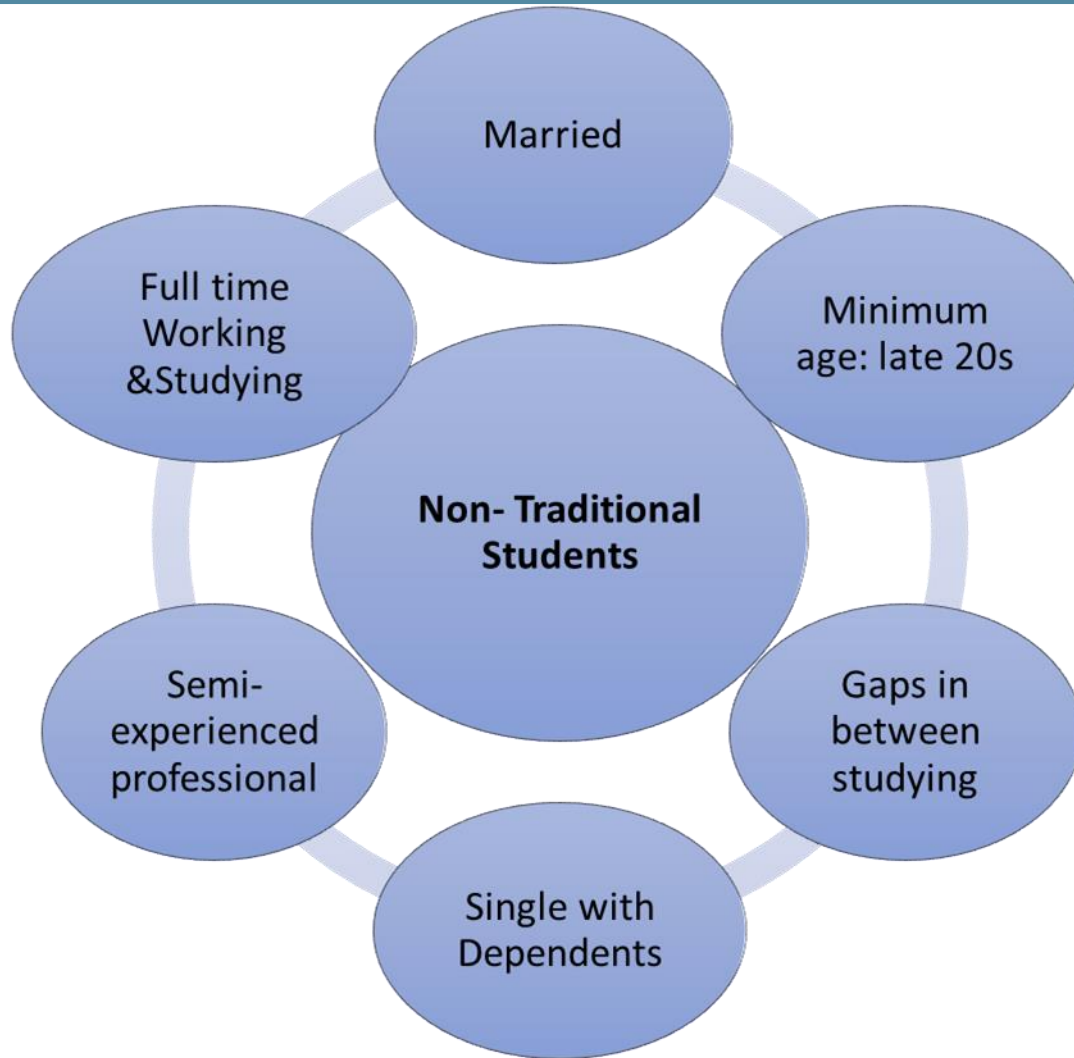 Married
Full time
Working
&Studying
Minimum
age: late 20s
Non- Traditional
Students
Semi-
experienced
professional
Gaps in
between
studying
Single with
Dependents